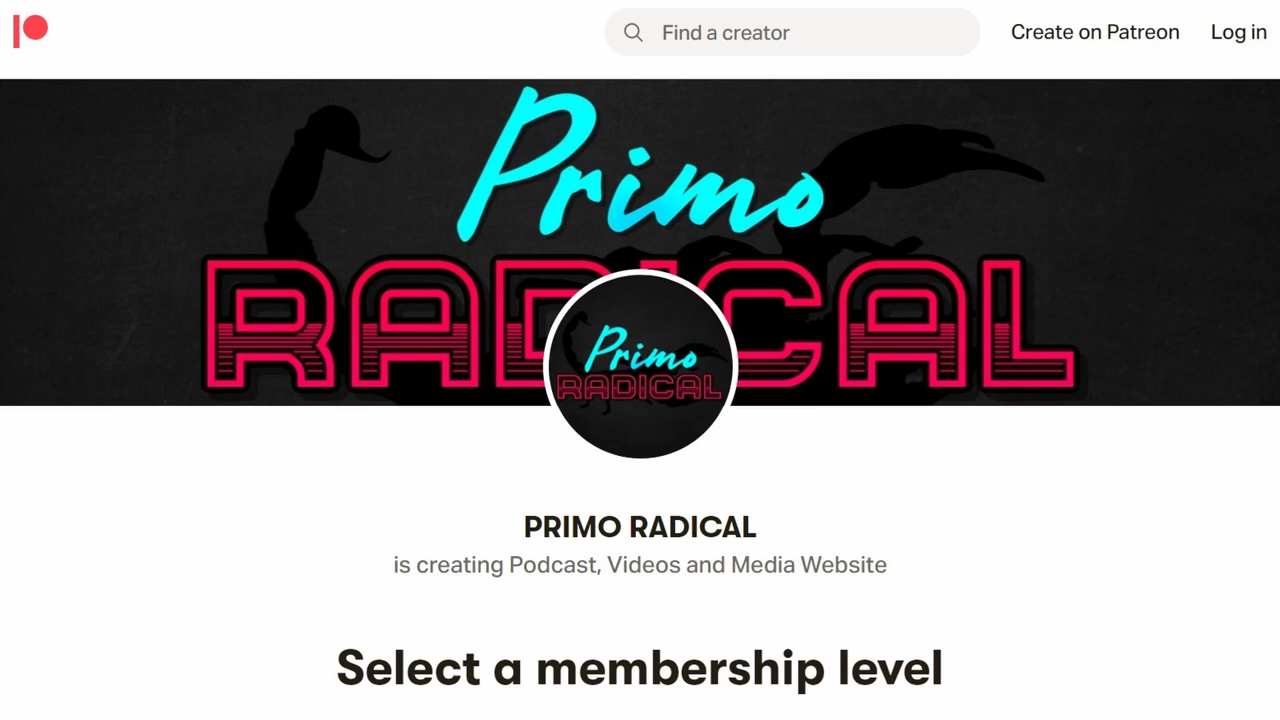 Find a creator
Create on Patreon
Log in
Primo
RADICAL
Primo
RADICAL
PRIMO RADICAL
is creating Podcast, Videos and Media Website
Select a membership level